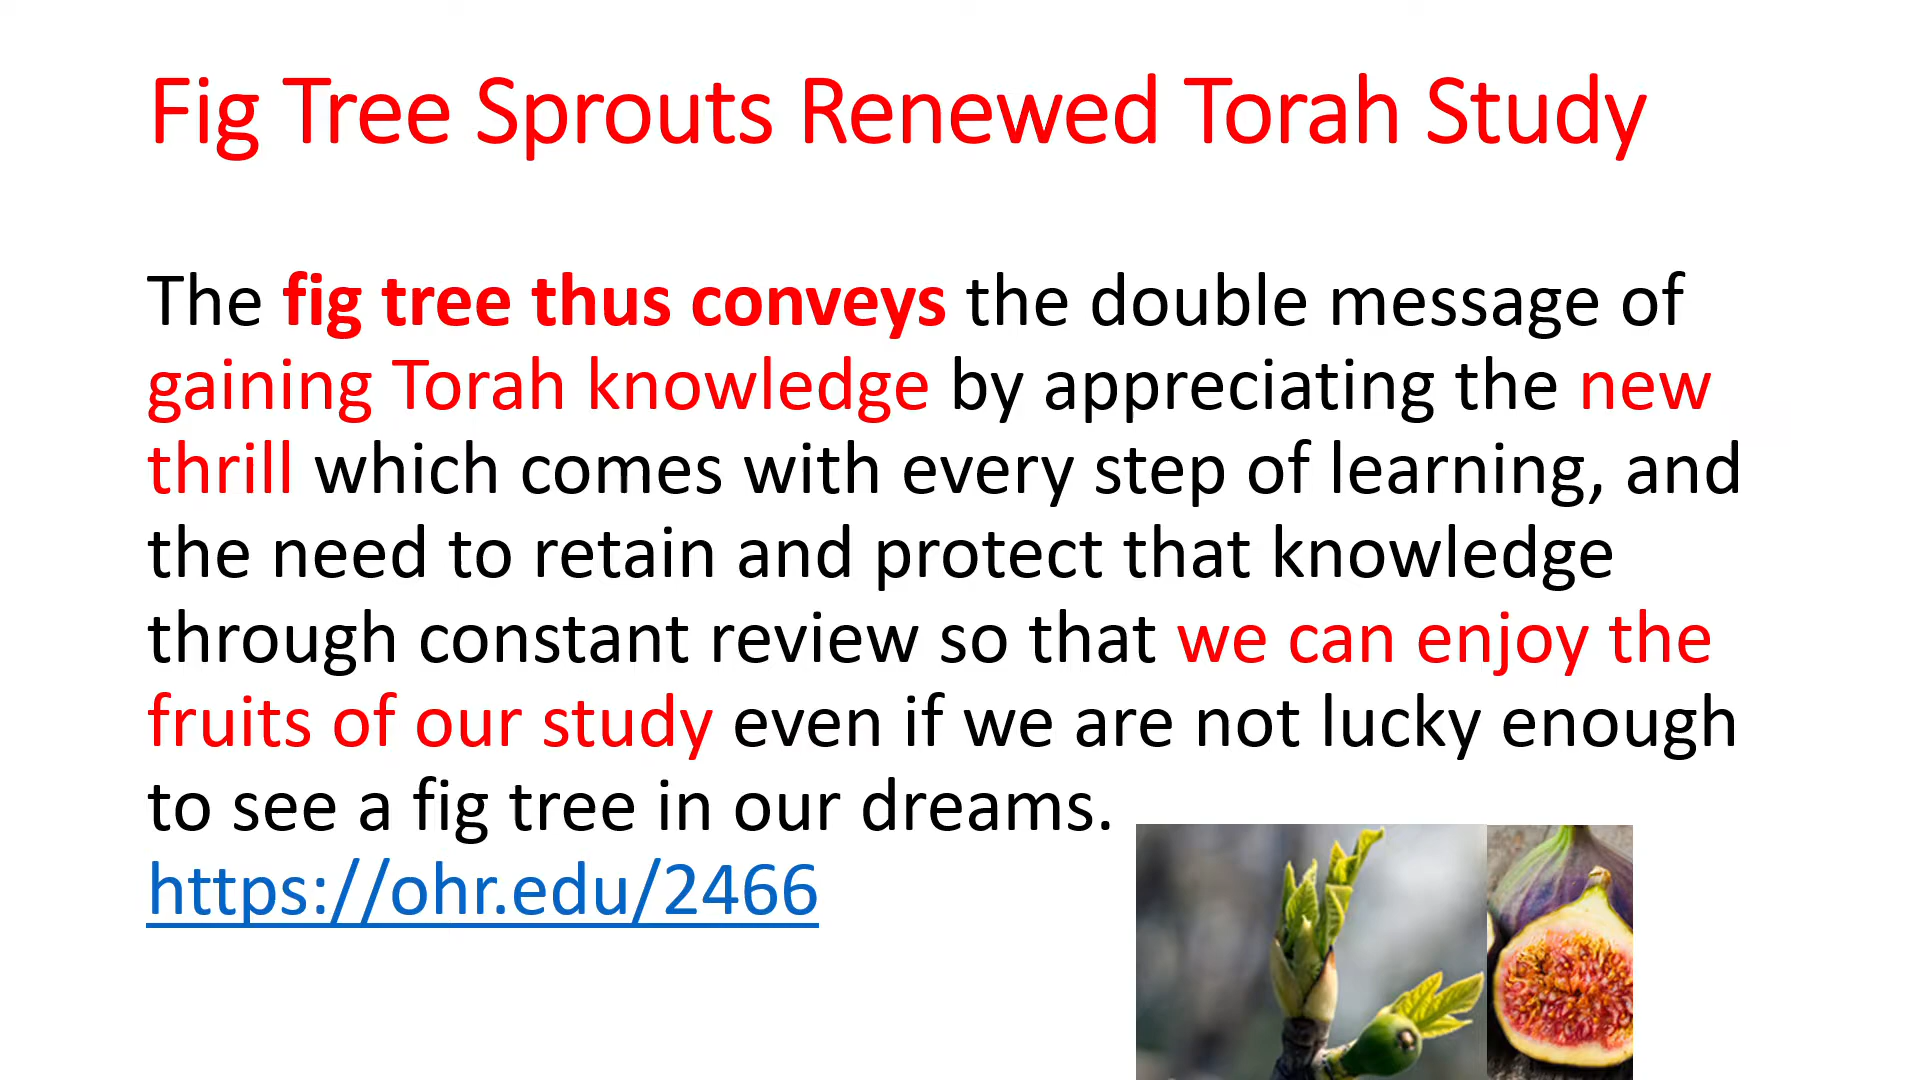 Fig Tree Sprouts Renewed Torah Study
The fig tree thus conveys the double message of
gaining Torah knowledge by appreciating the new
thrill which comes with every step of learning, and
the need to retain and protect that knowledge
through constant review so that we can enjoy the
fruits of our study even if we are not lucky enough
to see a fig tree in our dreams.
https://ohr.edu/2466